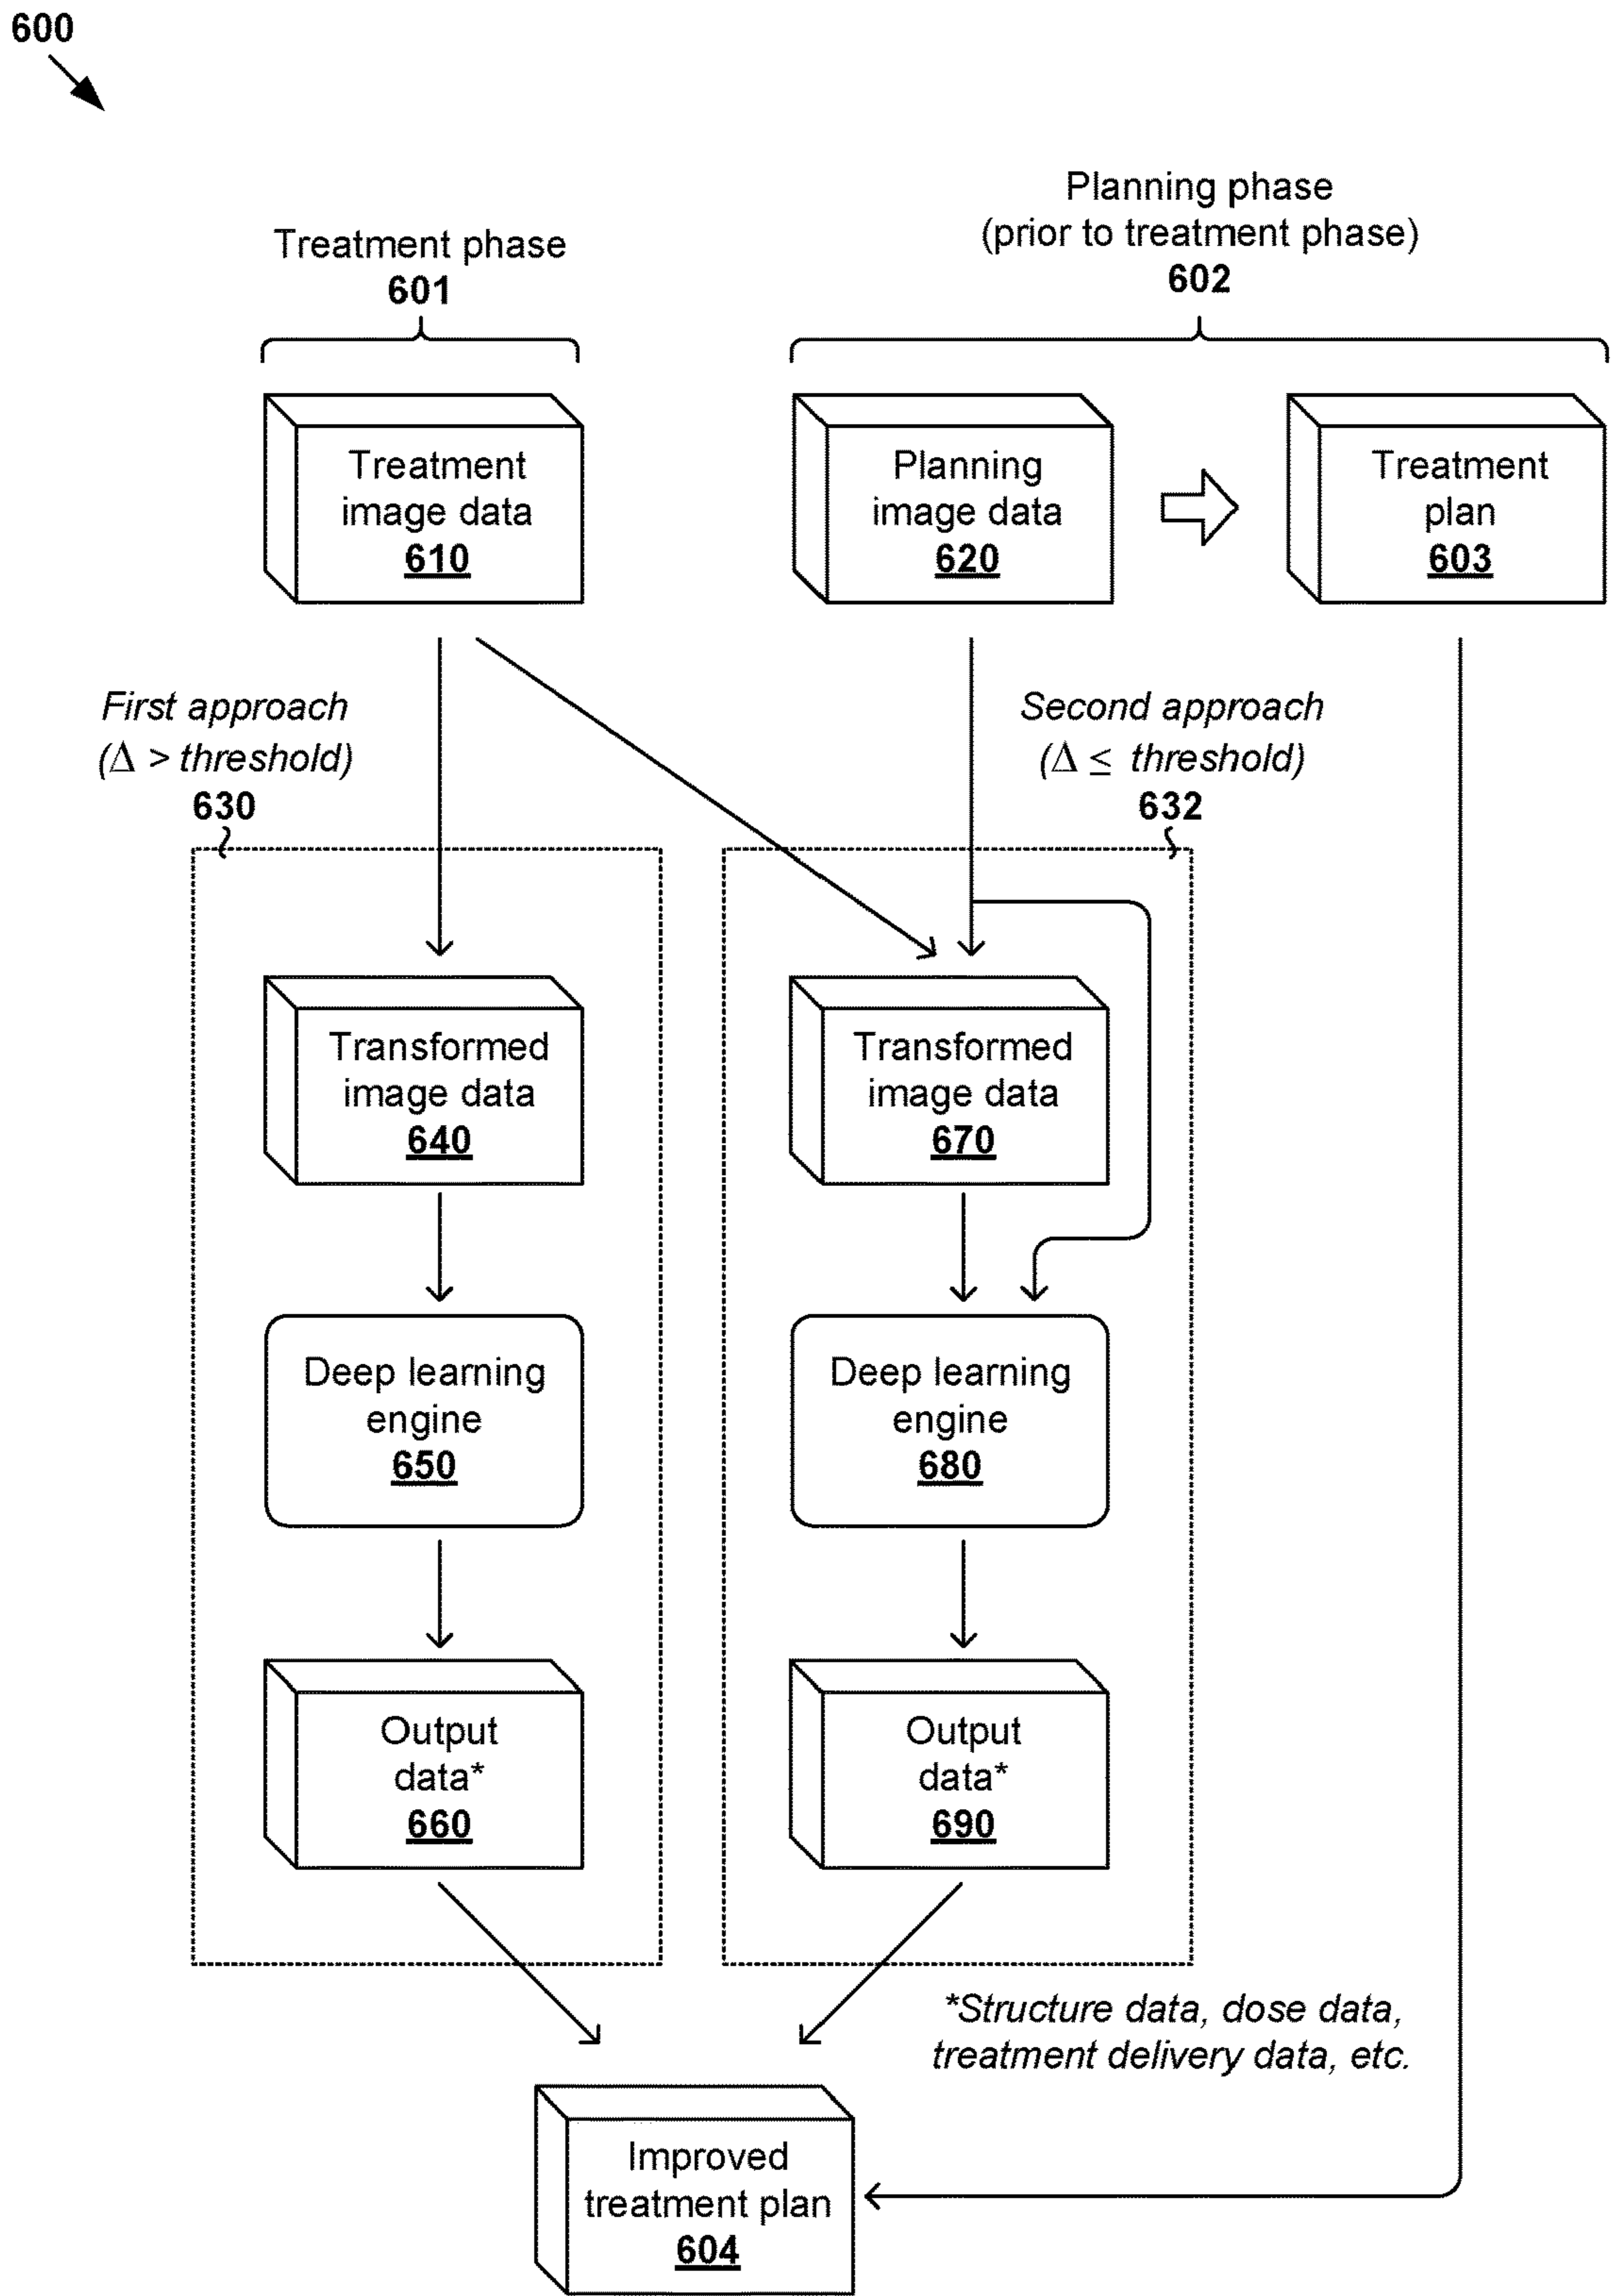 600
Treatment phase
601
Planning phase
(prior to treatment phase)
602
Treatment
image data
610
Planning
image data
620
Treatment
plan
603
First approach
(Δ > threshold)
630
Second approach
(Δ ≤ threshold)
632
Transformed
image data
640
Transformed
image data
670
Deep learning
engine
650
Deep learning
engine
680
Output
data*
660
Output
data*
690
*Structure data, dose data,
treatment delivery data, etc.
Improved
treatment plan
604